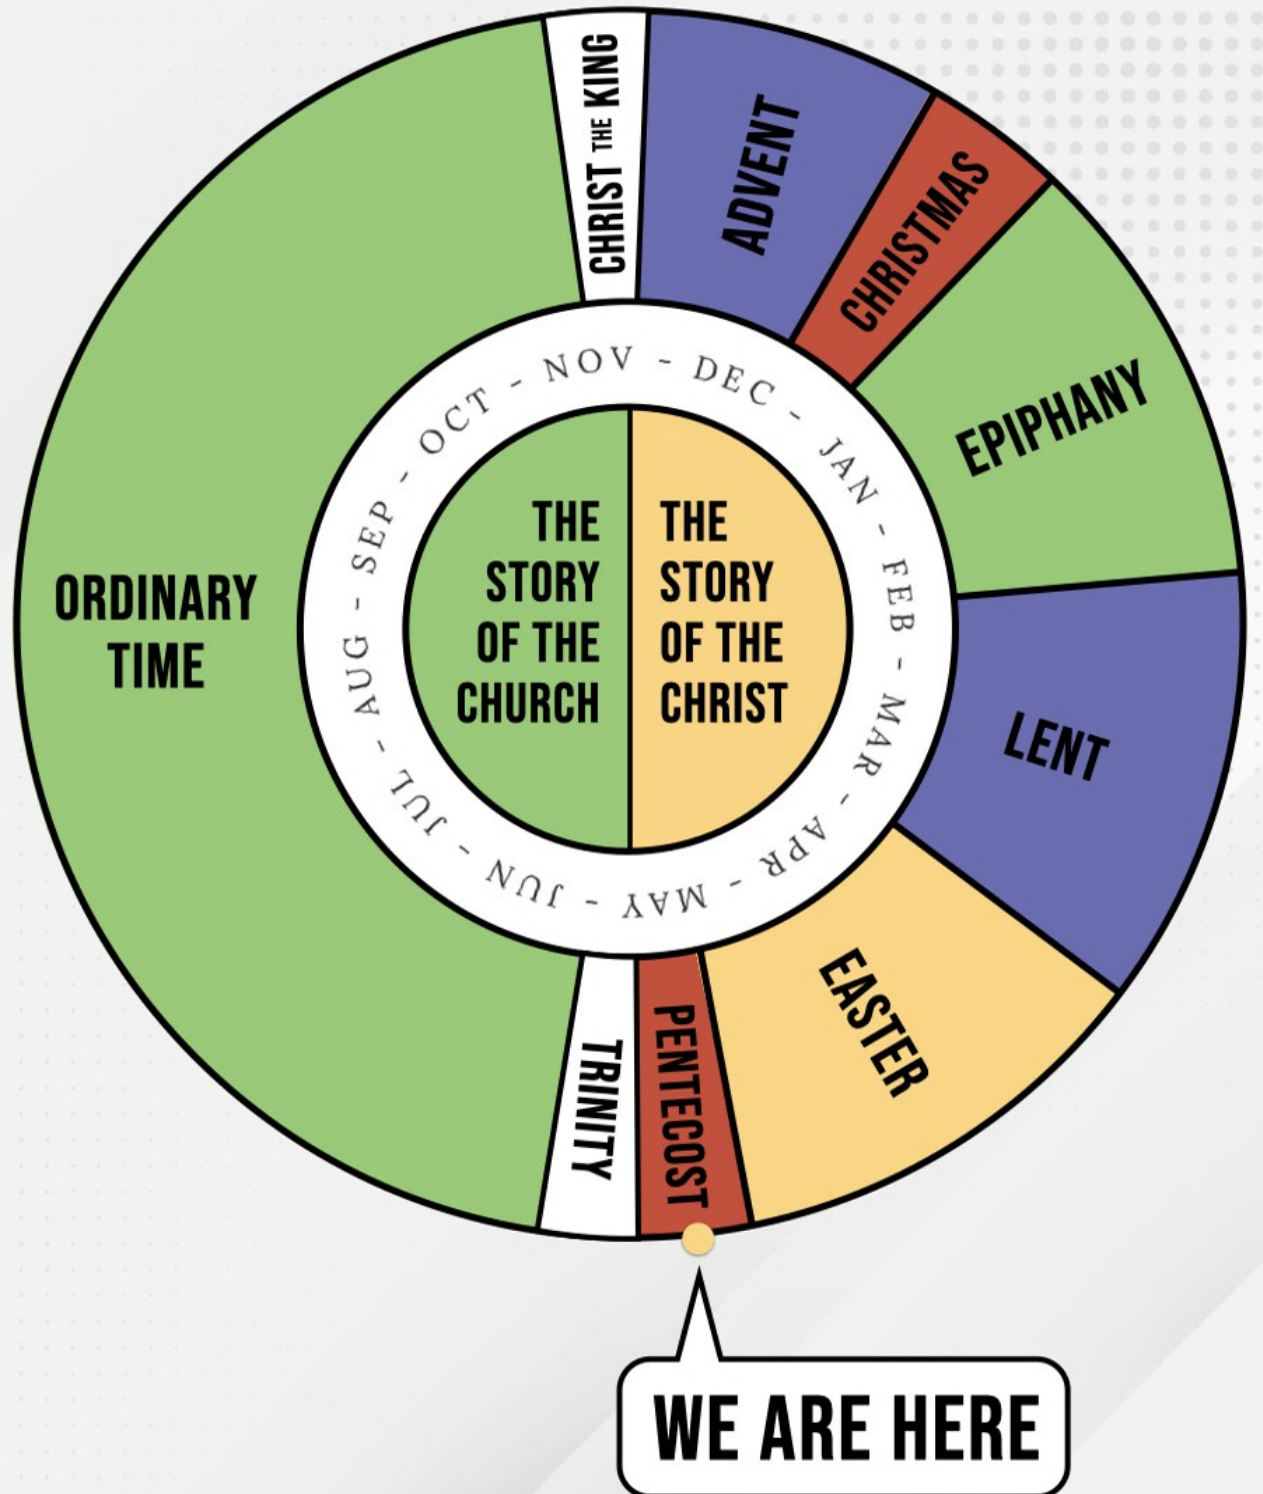 CHRIST THE KING
ADVENT
CHRISTMAS
EPIPHANY
LENT
EASTER
PENTECOST
TRINITY
ORDINARY
TIME
NOV - DEC - JAN - FEB - MAR - APR - MAY - JUN - JUL - AUG - SEP - OCT -
THE
STORY
OF THE
CHURCH
THE
STORY
OF THE
CHRIST
WE ARE HERE